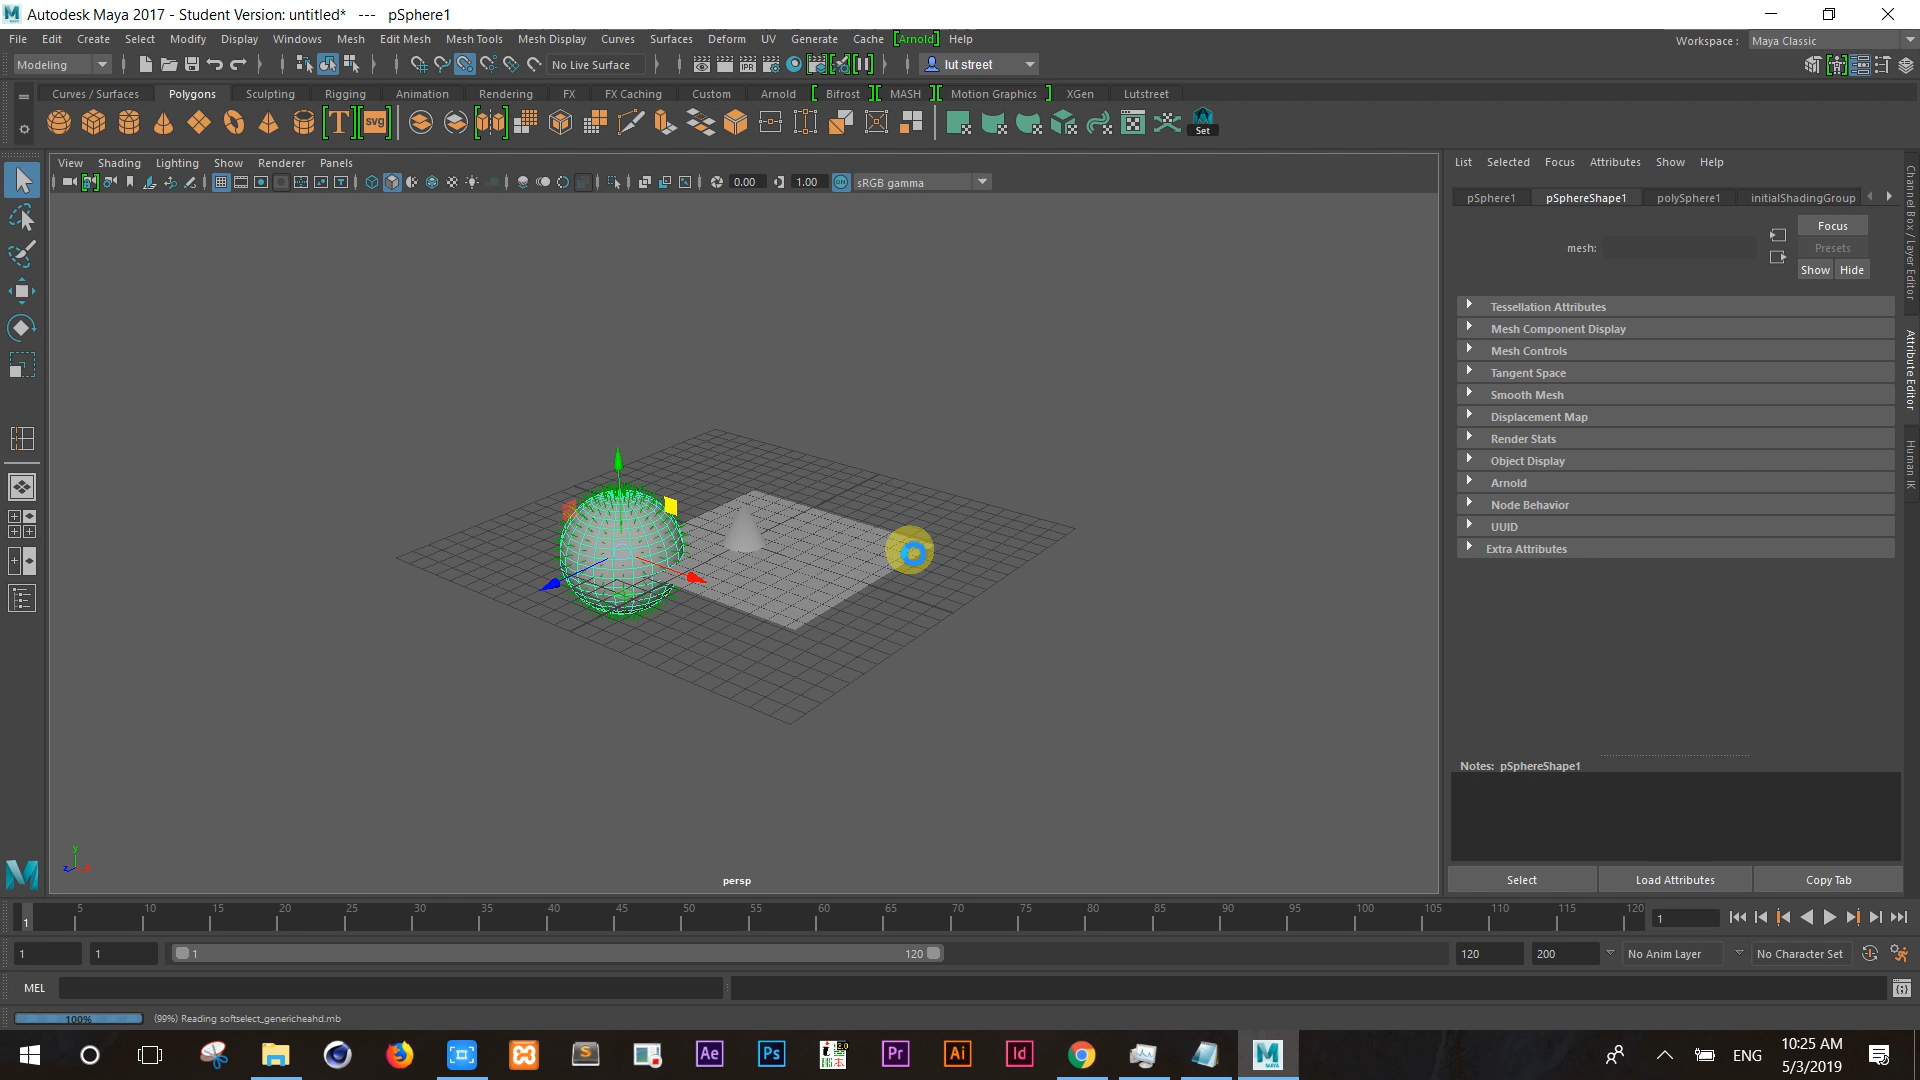 Autodesk Maya 2017 - Student Version: untitled* --- pSphere1
File Edit Create Select Modify Display Windows Mesh Edit Mesh Mesh Tools Mesh Display Curves Surfaces Deform UV Generate Cache [Arnold] Help
Workspace : Maya Classic
Modeling No Live Surface lut street
Curves / Surfaces Polygons Sculpting Rigging Animation Rendering FX FX Caching Custom Arnold [ Bifrost ][ MASH ][ Motion Graphics ] XGen Lutstreet
T svg Set
View Shading Lighting Show Renderer Panels
0.00 1.00 ON sRGB gamma
List Selected Focus Attributes Show Help
pSphere1 pSphereShape1 polySphere1 initialShadingGroup
Focus
mesh: Presets
Show Hide
Tessellation Attributes
Mesh Component Display
Mesh Controls
Tangent Space
Smooth Mesh
Displacement Map
Render Stats
Object Display
Arnold
Node Behavior
UUID
Extra Attributes
Channel Box / Layer Editor
Attribute Editor
Human IK
Notes: pSphereShape1
Select Load Attributes Copy Tab
y
z x
persp
1 5 10 15 20 25 30 35 40 45 50 55 60 65 70 75 80 85 90 95 100 105 110 115 120 1
1 1 1 120 120 200 No Anim Layer No Character Set
MEL
100% (99%) Reading softselect_genericheahd.mb
Ae Ps Pr Ai Id M
ENG 10:25 AM
5/3/2019